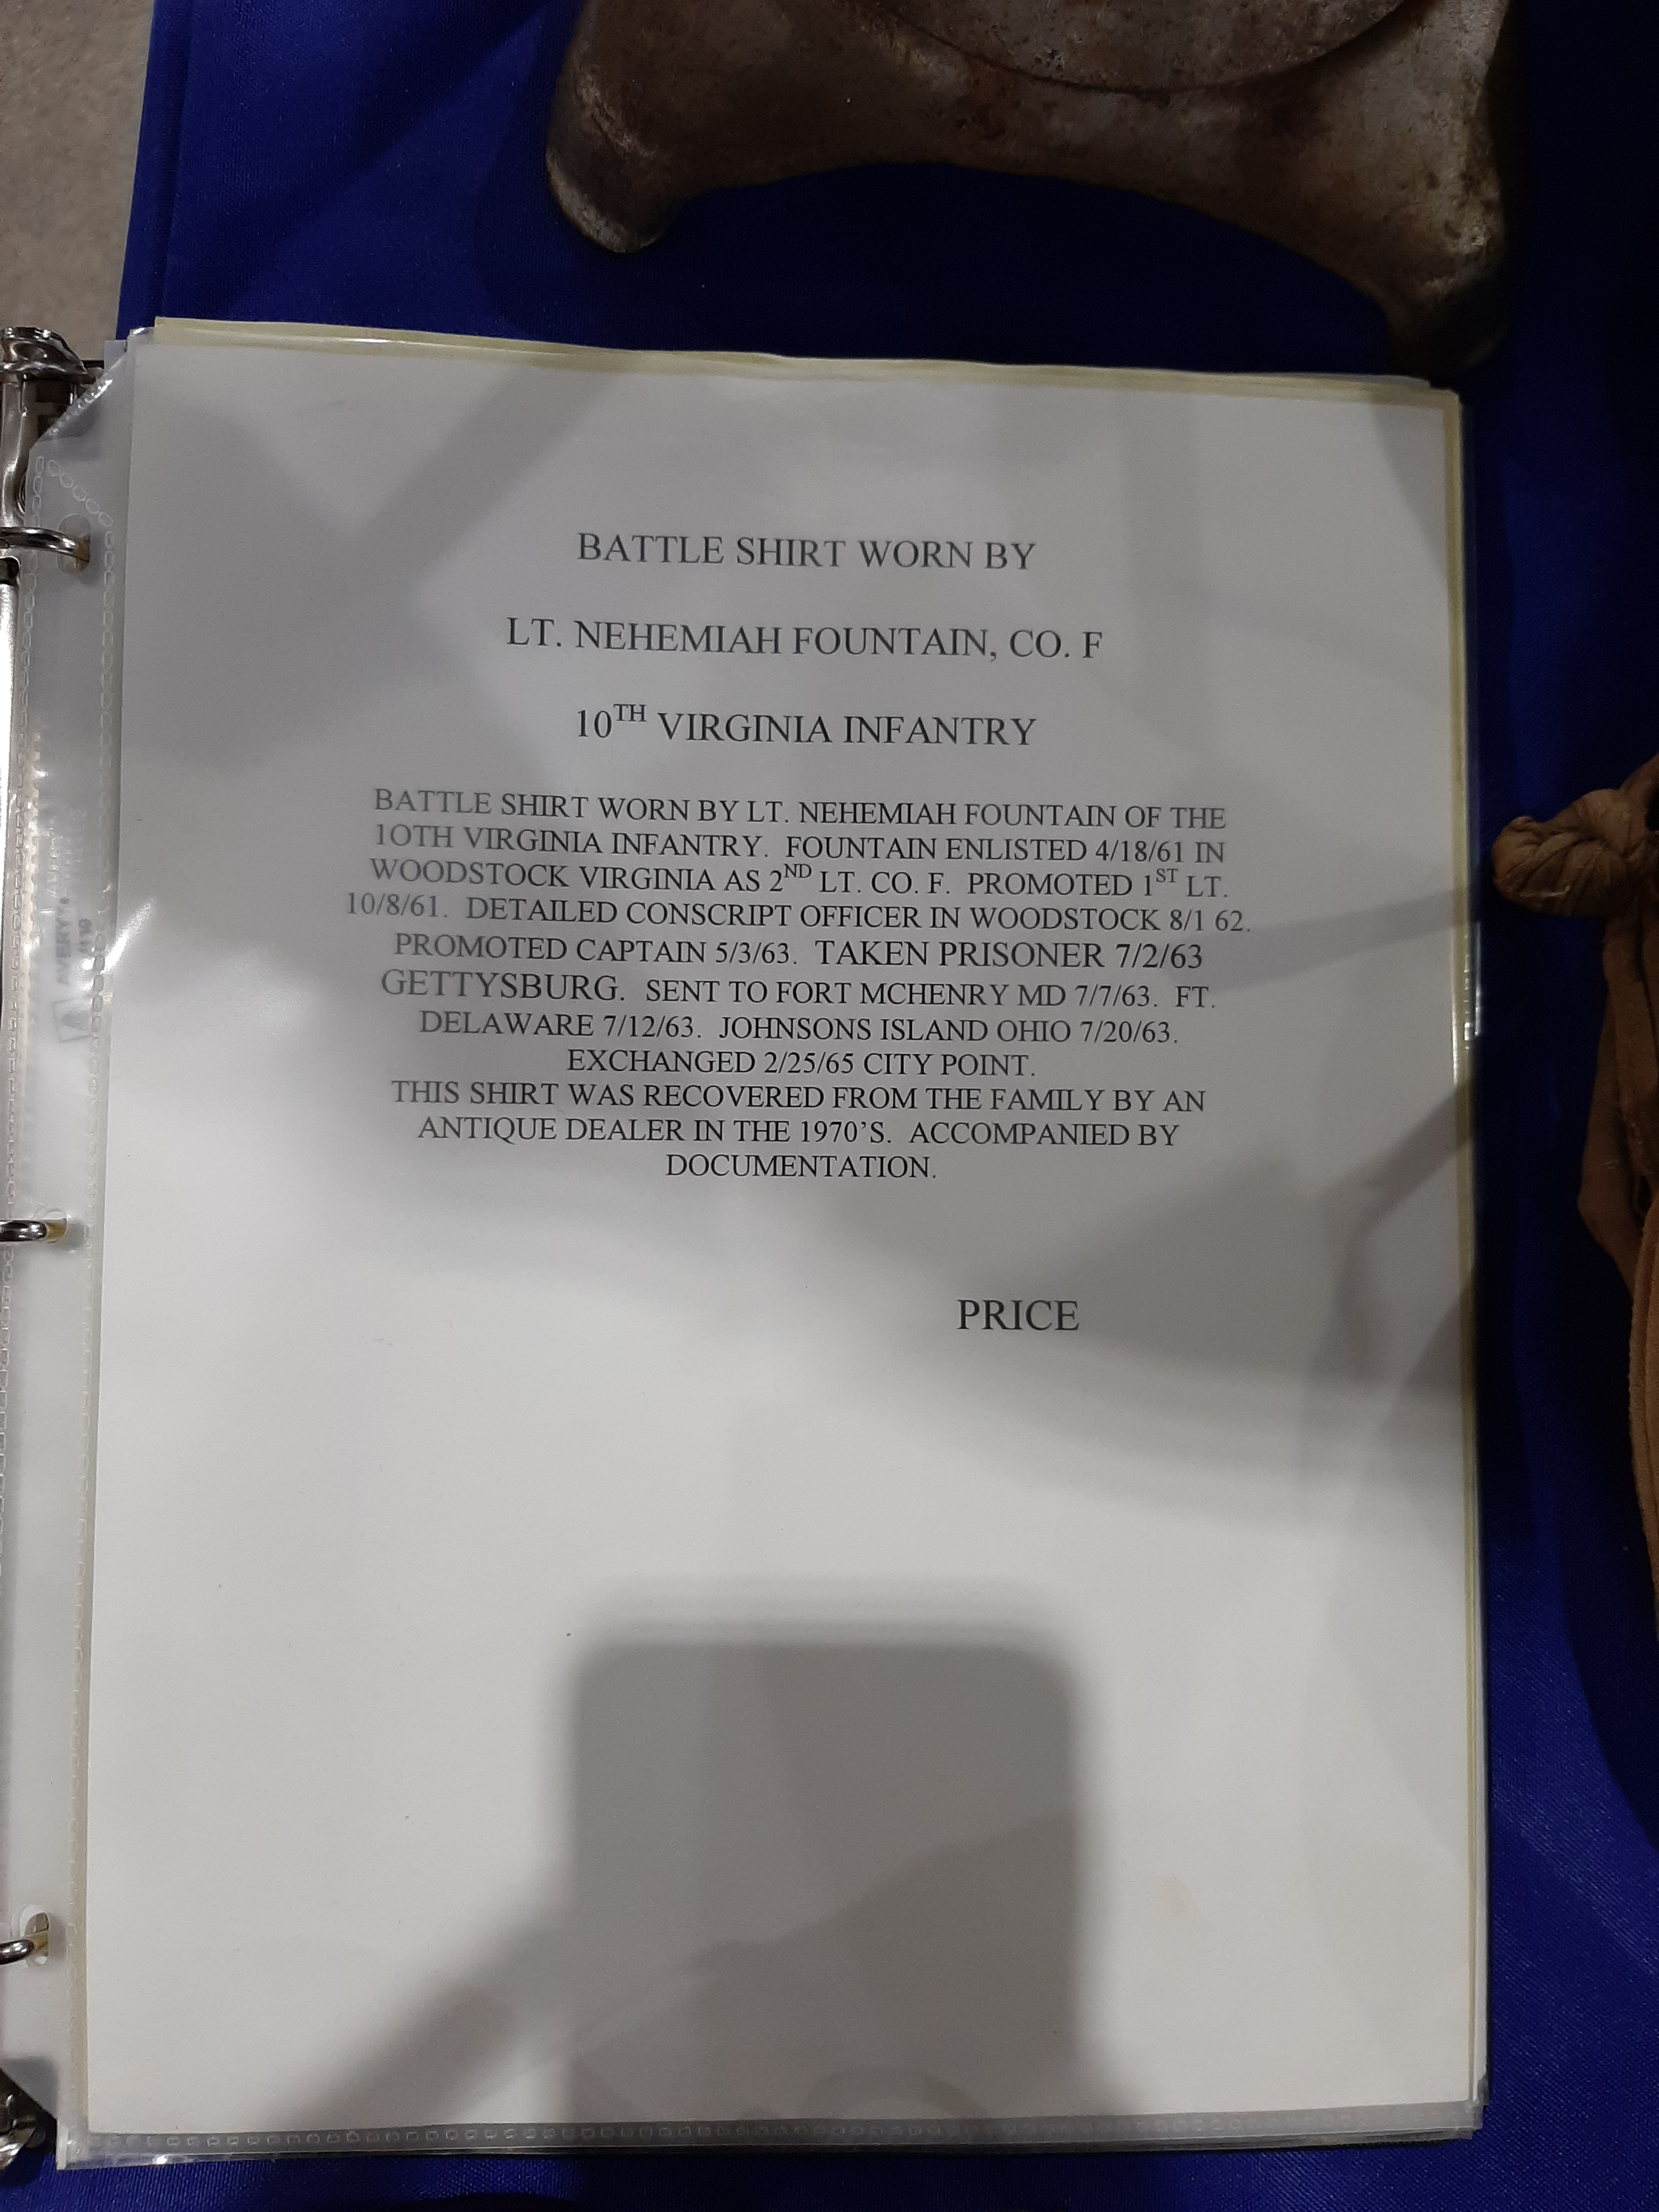 BATTLE SHIRT WORN BY
LT. NEHEMIAH FOUNTAIN, CO. F
10TH VIRGINIA INFANTRY
BATTLE SHIRT WORN BY LT. NEHEMIAH FOUNTAIN OF THE
1OTH VIRGINIA INFANTRY. FOUNTAIN ENLISTED 4/18/61 IN
WOODSTOCK VIRGINIA AS 2ND LT. CO. F. PROMOTED 1ST LT.
10/8/61. DETAILED CONSCRIPT OFFICER IN WOODSTOCK 8/1 62.
PROMOTED CAPTAIN 5/3/63. TAKEN PRISONER 7/2/63
GETTYSBURG. SENT TO FORT MCHENRY MD 7/7/63. FT.
DELAWARE 7/12/63. JOHNSONS ISLAND OHIO 7/20/63.
EXCHANGED 2/25/65 CITY POINT.
THIS SHIRT WAS RECOVERED FROM THE FAMILY BY AN
ANTIQUE DEALER IN THE 1970'S. ACCOMPANIED BY
DOCUMENTATION.
PRICE
AVERY